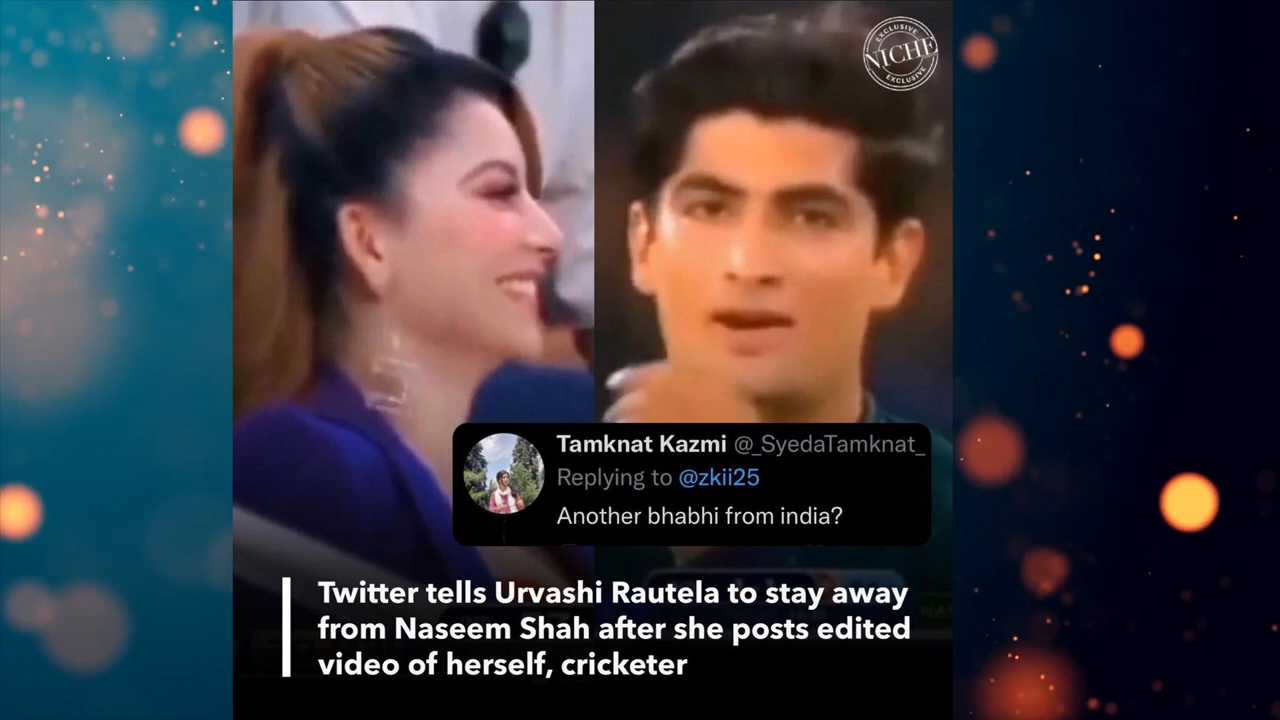 EXCLUSIVE
NICHE
EXCLUSIVE
Tamknat Kazmi @_SyedaTamknat_
Replying to @zkii25
Another bhabhi from india?
Twitter tells Urvashi Rautela to stay away
from Naseem Shah after she posts edited
video of herself, cricketer